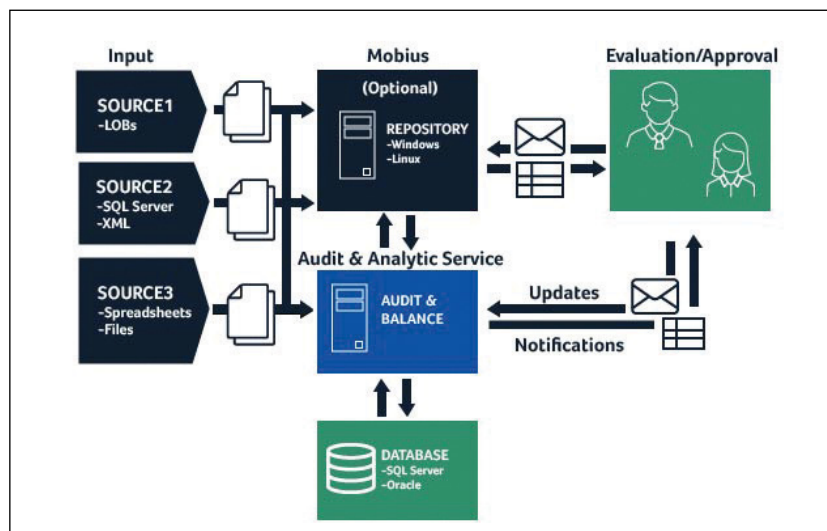 Input
Mobius
Evaluation/Approval
SOURCE1
-LOBs
SOURCE2
-SQL Server
-XML
SOURCE3
-Spreadsheets
-Files
(Optional)
REPOSITORY
-Windows
-Linux
Audit & Analytic Service
AUDIT &
BALANCE
Updates
Notifications
DATABASE
-SQL Server
-Oracle